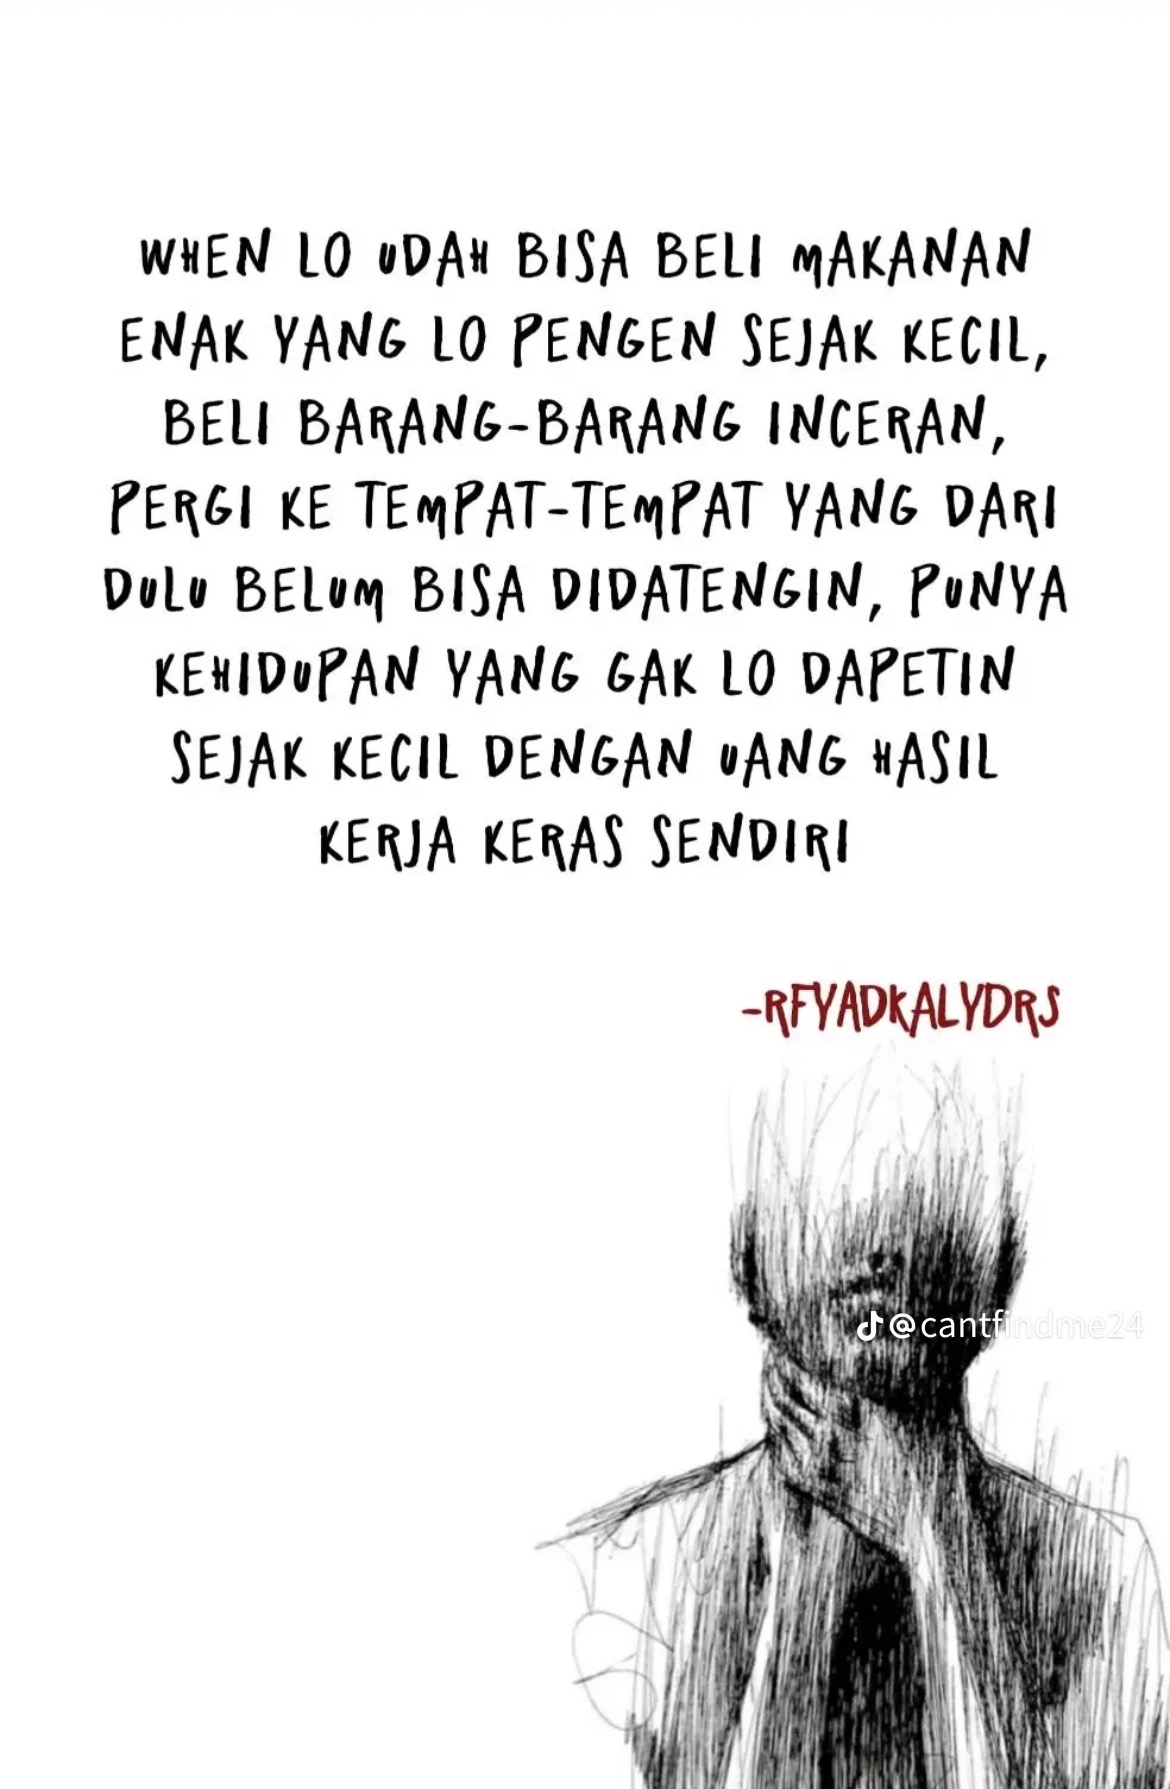 WHEN LO UDAH BISA BELI MAKANAN
ENAK YANG LO PENGEN SEJAK KECIL,
BELI BARANG-BARANG INCERAN,
PERGI KE TEMPAT-TEMPAT YANG DARI
DULU BELUM BISA DIDATENGIN, PUNYA
KEHIDUPAN YANG GAK LO DAPETIN
SEJAK KECIL DENGAN UANG HASIL
KERJA KERAS SENDIRI
-RFYADKALYDRS
@cantfindme24